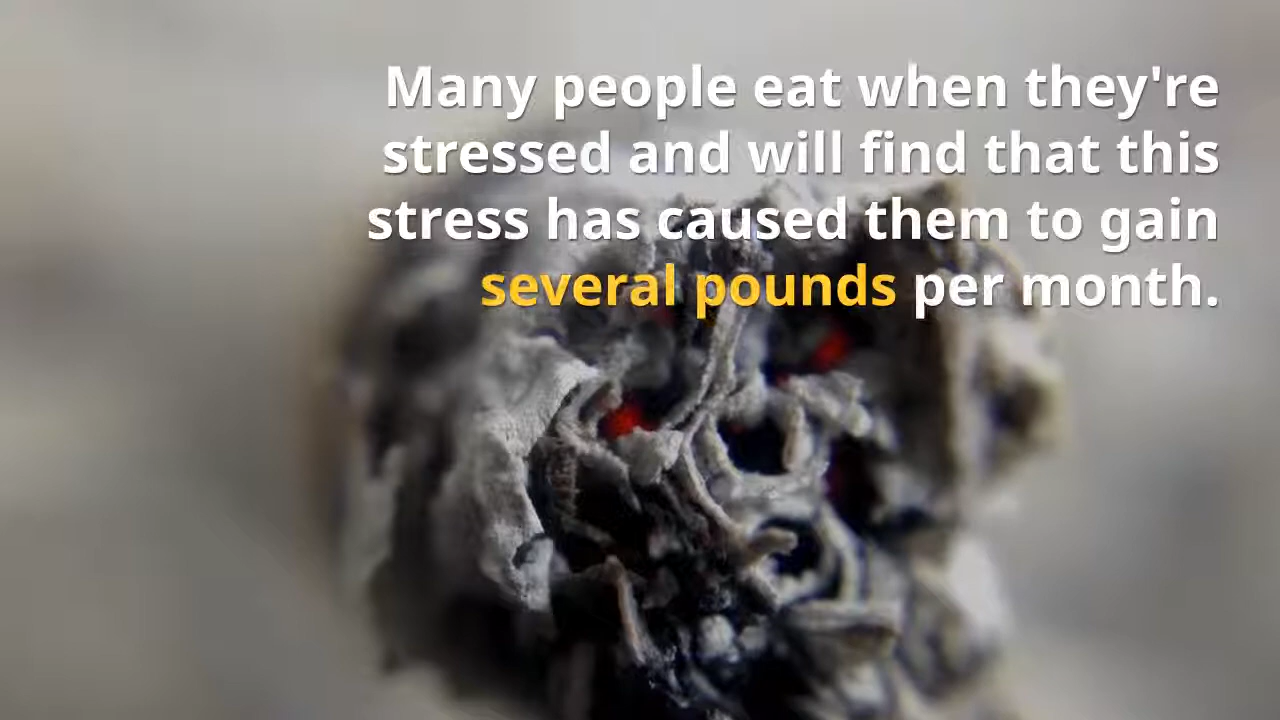 Many people eat when they're
stressed and will find that this
stress has caused them to gain
several pounds per month.